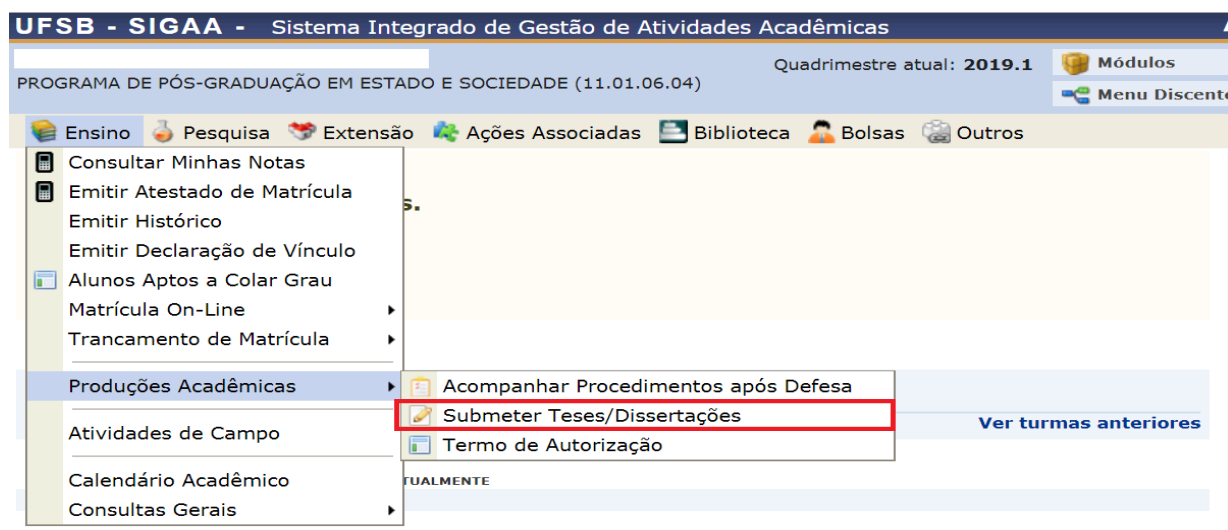 UFSB - SIGAA - Sistema Integrado de Gestão de Atividades Acadêmicas
Quadrimestre atual: 2019.1
Módulos
PROGRAMA DE PÓS-GRADUAÇÃO EM ESTADO E SOCIEDADE (11.01.06.04)
Menu Discente
Ensino Pesquisa Extensão Ações Associadas Biblioteca Bolsas Outros
Consultar Minhas Notas
Emitir Atestado de Matrícula
s.
Emitir Histórico
Emitir Declaração de Vínculo
Alunos Aptos a Colar Grau
Matrícula On-Line
Trancamento de Matrícula
Produções Acadêmicas
Acompanhar Procedimentos após Defesa
Submeter Teses/Dissertações
Termo de Autorização
Ver turmas anteriores
Atividades de Campo
Calendário Acadêmico
TUALMENTE
Consultas Gerais